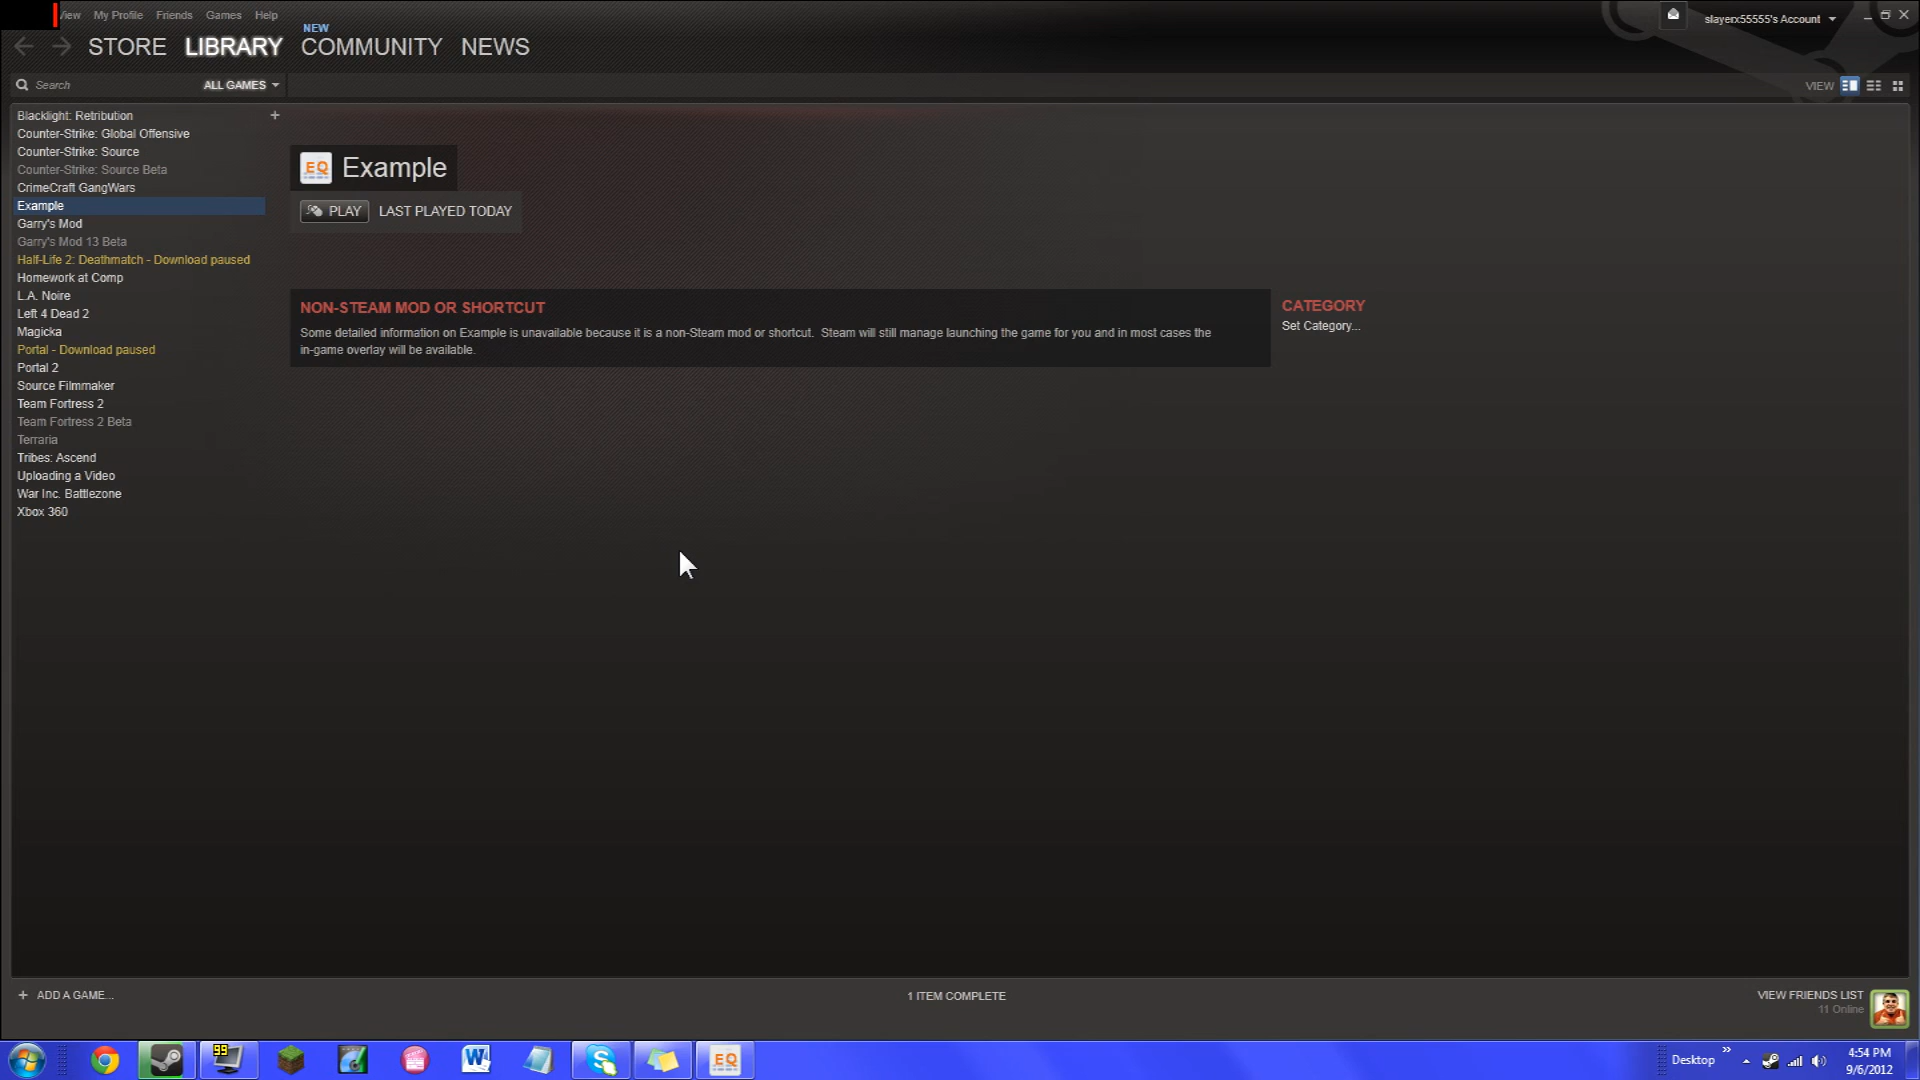 View My Profile Friends Games Help
slayerx55555's Account
NEW
STORE LIBRARY COMMUNITY NEWS
Search
ALL GAMES
VIEW
Blacklight: Retribution
Counter-Strike: Global Offensive
Counter-Strike: Source
Counter-Strike: Source Beta
CrimeCraft GangWars
Example
Garry's Mod
Garry's Mod 13 Beta
Half-Life 2: Deathmatch - Download paused
Homework at Comp
L.A. Noire
Left 4 Dead 2
Magicka
Portal - Download paused
Portal 2
Source Filmmaker
Team Fortress 2
Team Fortress 2 Beta
Terraria
Tribes: Ascend
Uploading a Video
War Inc. Battlezone
Xbox 360
EQ Example
PLAY LAST PLAYED TODAY
NON-STEAM MOD OR SHORTCUT
Some detailed information on Example is unavailable because it is a non-Steam mod or shortcut. Steam will still manage launching the game for you and in most cases the
in-game overlay will be available.
CATEGORY
Set Category...
+ ADD A GAME...
1 ITEM COMPLETE
VIEW FRIENDS LIST
11 Online
99
W
S
EQ
Desktop
4:54 PM
9/6/2012